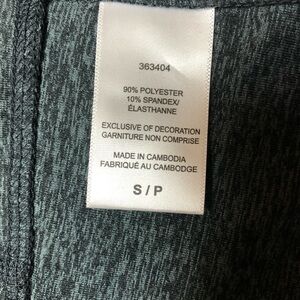 363404
90% POLYESTER
10% SPANDEX/
ÉLASTHANNE
EXCLUSIVE OF DECORATION
GARNITURE NON COMPRISE
MADE IN CAMBODIA
FABRIQUÉ AU CAMBODGE
S / P